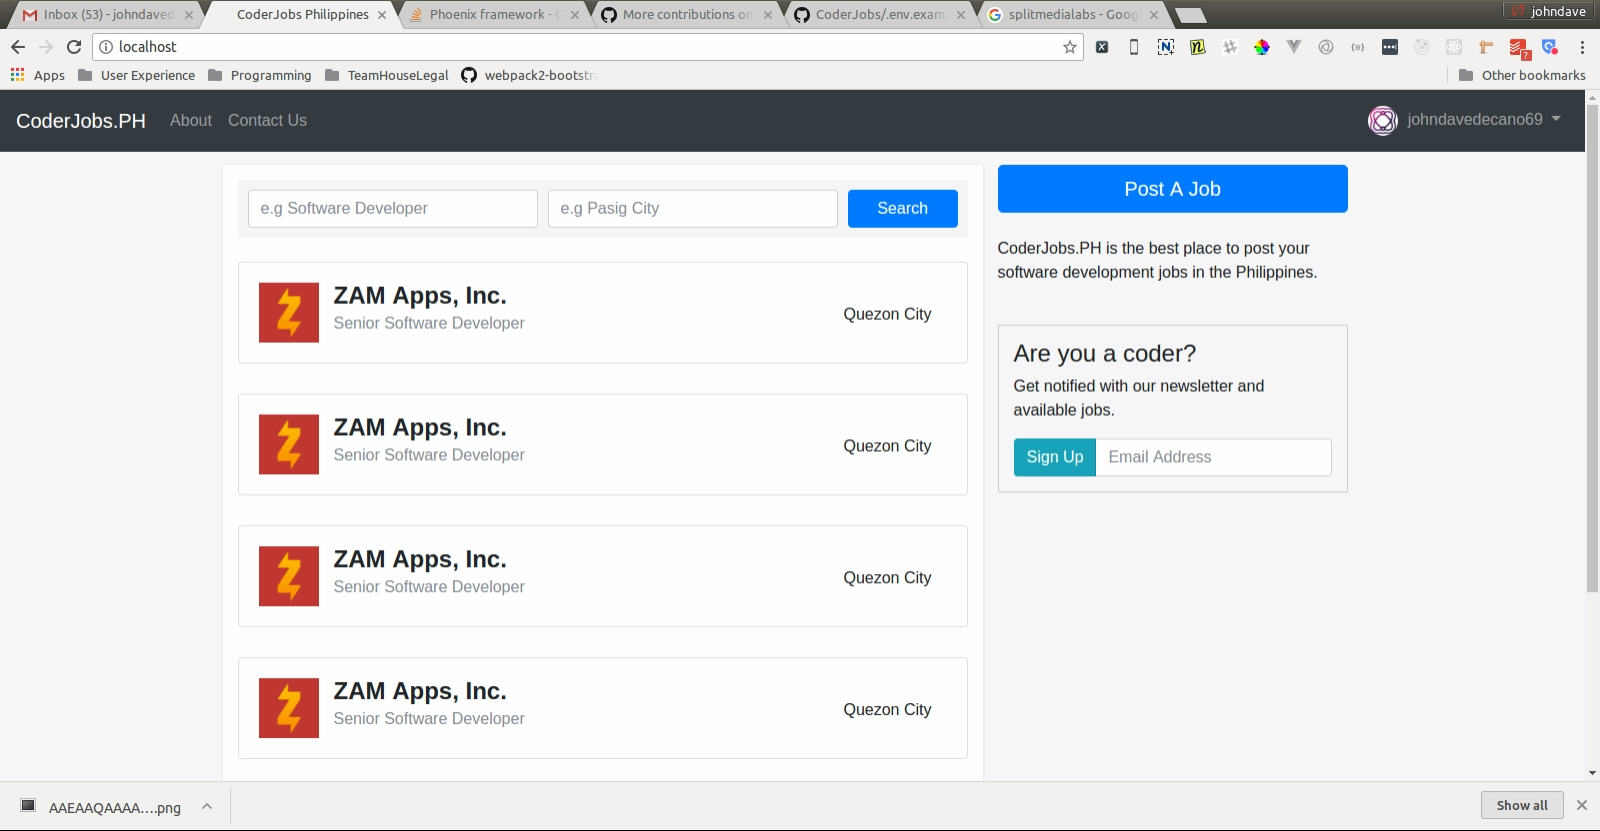 Inbox (53) - johndaved
CoderJobs Philippines
Phoenix framework -
More contributions on
CoderJobs/.env.exam
splitmedialabs - Goog
johndave
localhost
Apps
User Experience
Programming
TeamHouseLegal
webpack2-bootstra
Other bookmarks
CoderJobs.PH
About
Contact Us
johndavedecano69
e.g Software Developer
e.g Pasig City
Search
Post A Job
CoderJobs.PH is the best place to post your
software development jobs in the Philippines.
ZAM Apps, Inc.
Senior Software Developer
Quezon City
Are you a coder?
Get notified with our newsletter and
available jobs.
Sign Up
Email Address
ZAM Apps, Inc.
Senior Software Developer
Quezon City
ZAM Apps, Inc.
Senior Software Developer
Quezon City
ZAM Apps, Inc.
Senior Software Developer
Quezon City
AAEAAQAAAA....png
Show all